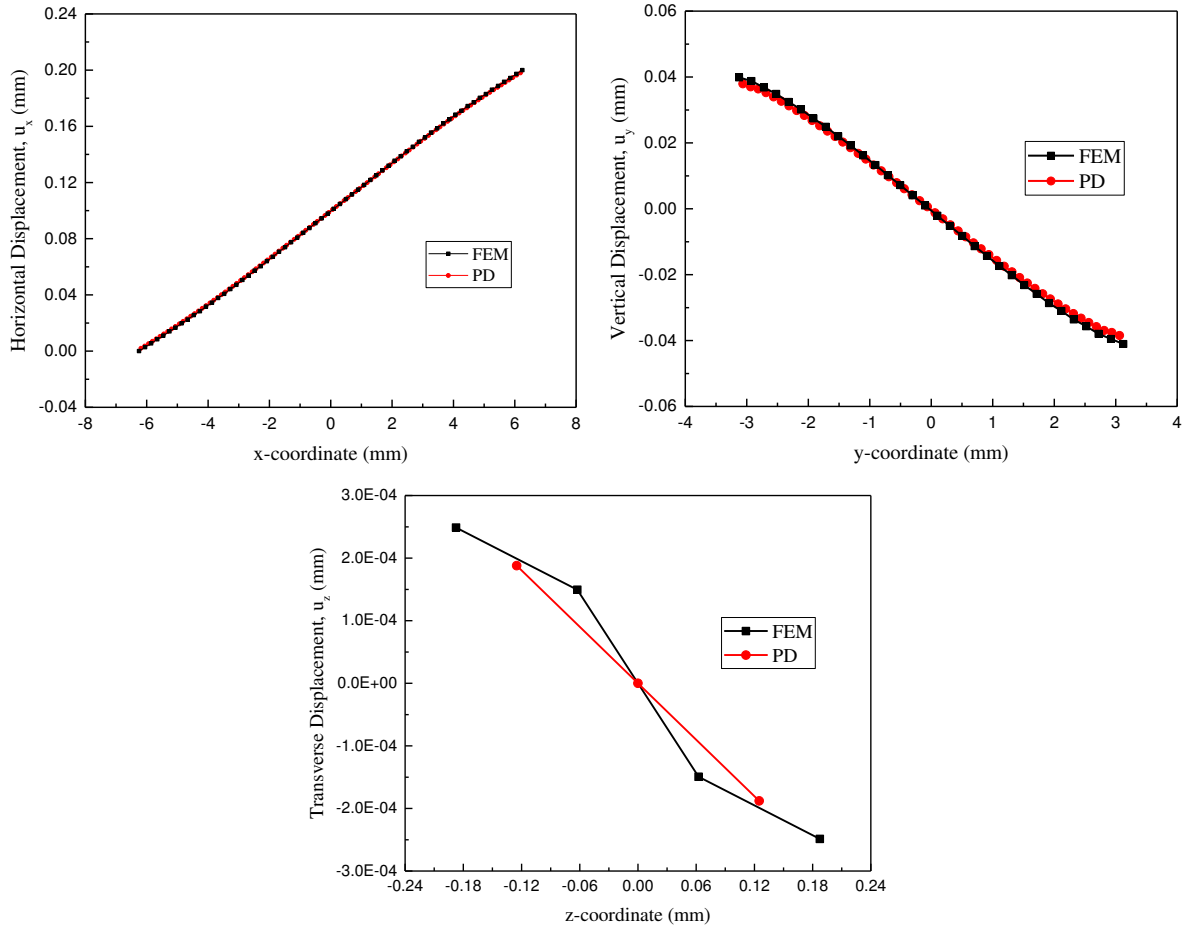 0.24
0.20
0.16
0.12
0.08
0.04
0.00
-0.04
-8 -6 -4 -2 0 2 4 6 8
Horizontal Displacement, u_x (mm)
x-coordinate (mm)
FEM
PD
0.06
0.04
0.02
0.00
-0.02
-0.04
-0.06
-4 -3 -2 -1 0 1 2 3 4
Vertical Displacement, u_y (mm)
y-coordinate (mm)
FEM
PD
3.0E-04
2.0E-04
1.0E-04
0.0E+00
-1.0E-04
-2.0E-04
-3.0E-04
-0.24 -0.18 -0.12 -0.06 0.00 0.06 0.12 0.18 0.24
Transverse Displacement, u_z (mm)
z-coordinate (mm)
FEM
PD